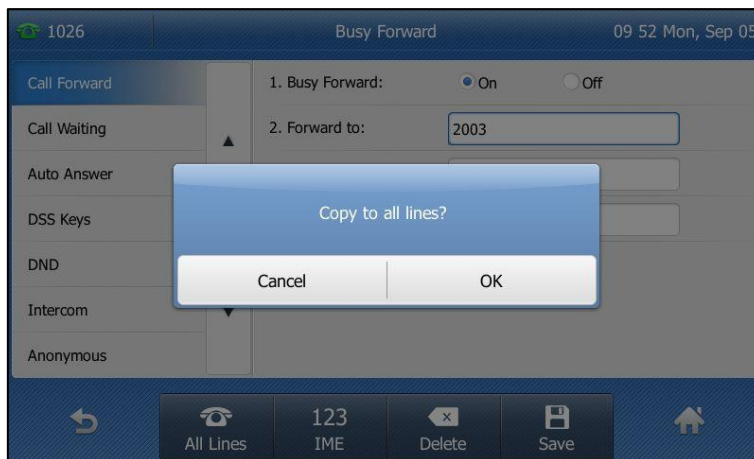 1026
Busy Forward
09 52 Mon, Sep 05
Call Forward
1. Busy Forward:
On
Off
Call Waiting
2. Forward to:
2003
Auto Answer
DSS Keys
DND
Intercom
Anonymous
Copy to all lines?
Cancel
OK
All Lines
123
IME
Delete
Save